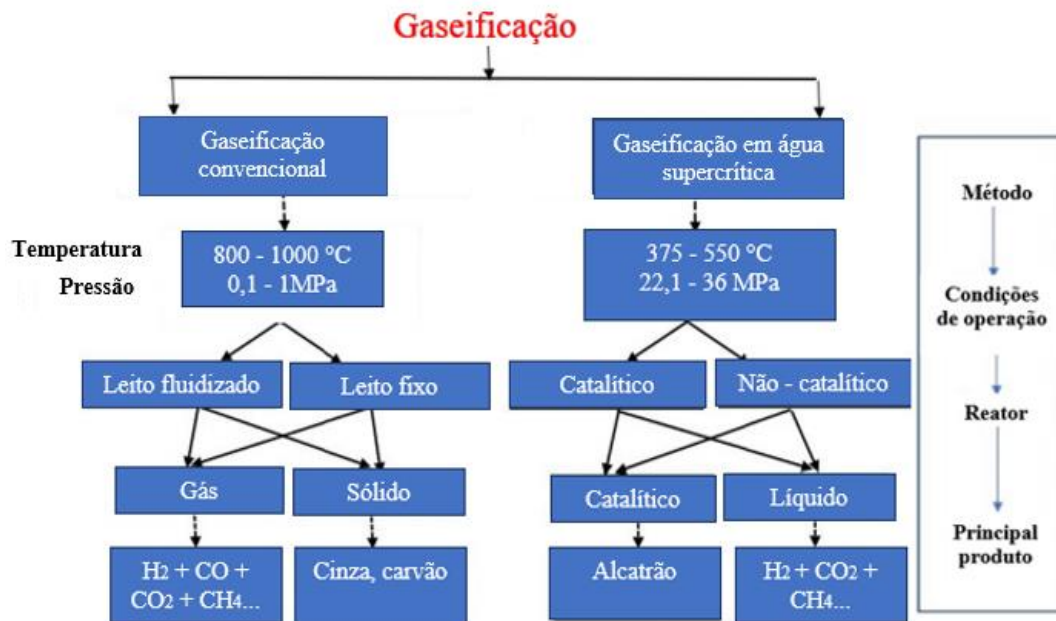 Gaseificação
Gaseificação
convencional
Gaseificação em água
supercrítica
Temperatura
Pressão
800 - 1000 °C
0,1 - 1MPa
375 - 550 °C
22,1 - 36 MPa
Leito fluidizado
Leito fixo
Catalítico
Não - catalítico
Gás
Sólido
Catalítico
Líquido
H2 + CO +
CO2 + CH4...
Cinza, carvão
Alcatrão
H2 + CO2 +
CH4...
Método
Condições
de operação
Reator
Principal
produto